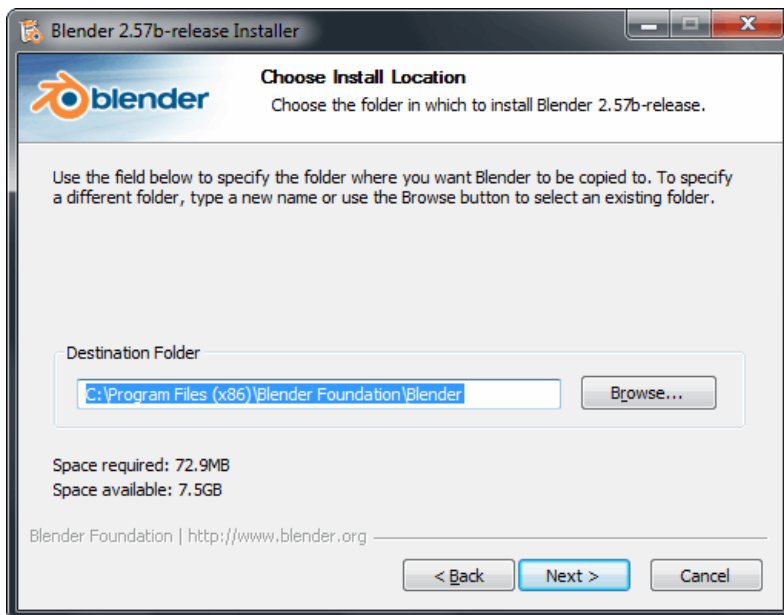 Blender 2.57b-release Installer
blender
Choose Install Location
Choose the folder in which to install Blender 2.57b-release.
Use the field below to specify the folder where you want Blender to be copied to. To specify
a different folder, type a new name or use the Browse button to select an existing folder.
Destination Folder
C:\Program Files (x86)\Blender Foundation\Blender
Browse...
Space required: 72.9MB
Space available: 7.5GB
Blender Foundation | http://www.blender.org
< Back
Next >
Cancel